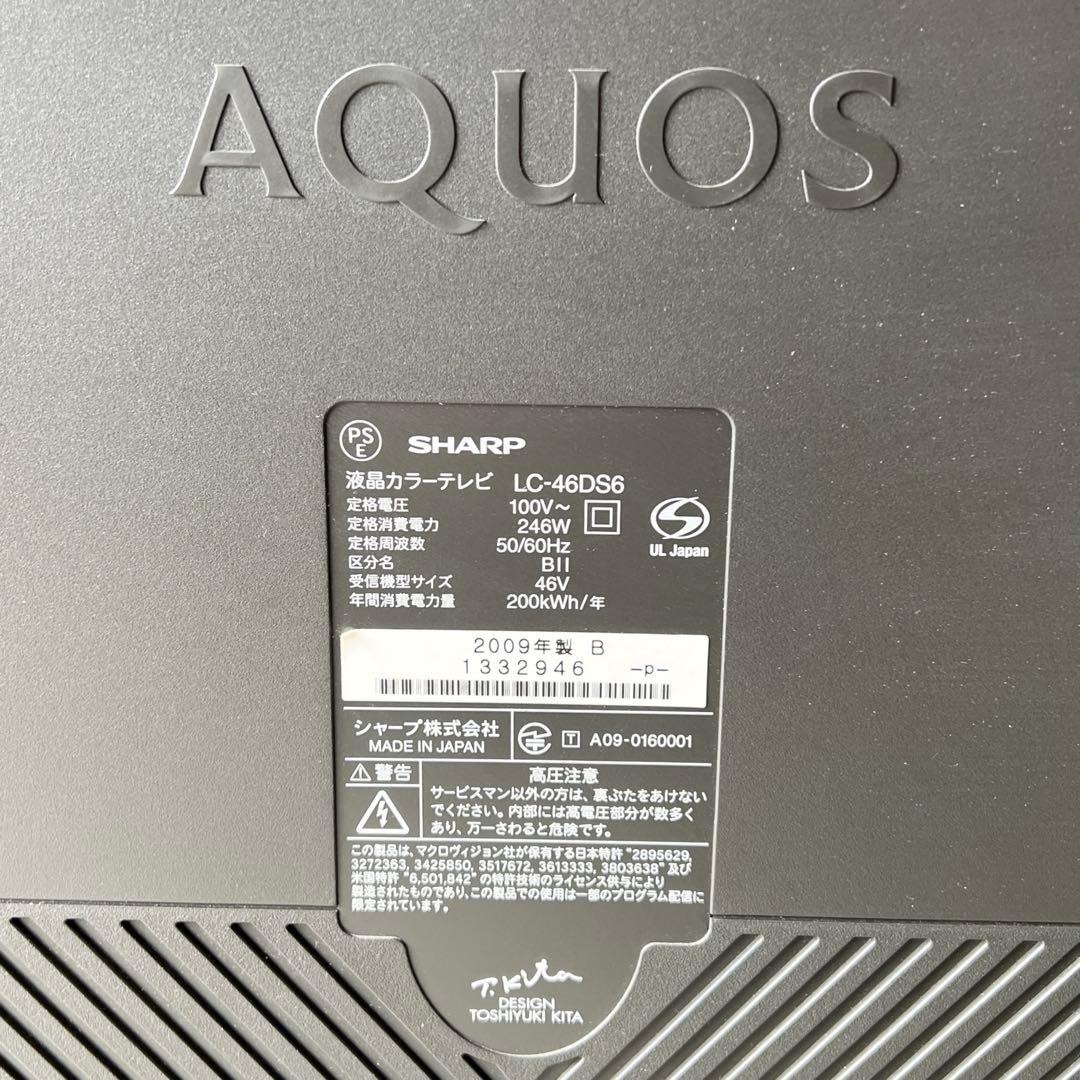 AQUOS
PSE SHARP
液晶カラーテレビ LC-46DS6
定格電圧 100V~
定格消費電力 246W
定格周波数 50/60Hz
区分名 BII
受信機型サイズ 46V
年間消費電力量 200kWh/年
UL Japan
2009年製 B
1332946 -p-
シャープ株式会社
MADE IN JAPAN
T A09-0160001
警告
高圧注意
サービスマン以外の方は、裏ぶたをあけない
でください。内部には高電圧部分が数多く
あり、万一さわると危険です。
この製品は、マクロヴィジョン社が保有する日本特許 "2895629,
3272363, 3425850, 3517672, 3613333, 3803638" 及び
米国特許 "6,501,842" の特許技術のライセンス供与により
製造されたものであり、この製品での使用は一部のプログラム配信に
限定されています。
T. Kita
DESIGN
TOSHIYUKI KITA